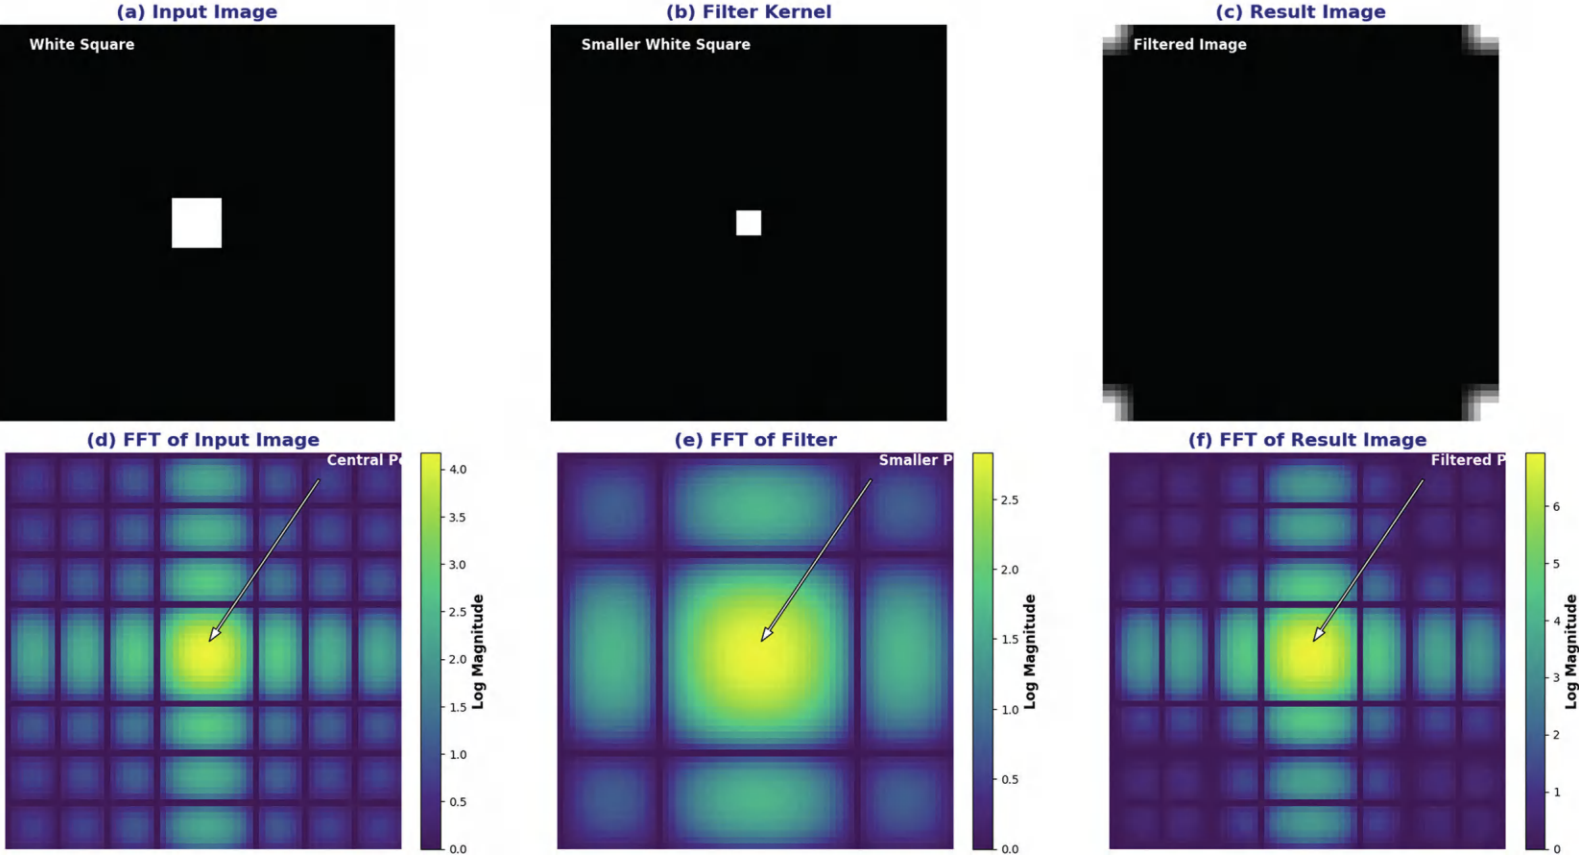 (a) Input Image
(b) Filter Kernel
(c) Result Image
White Square
Smaller White Square
Filtered Image
(d) FFT of Input Image
(e) FFT of Filter
(f) FFT of Result Image
Central P
4.0
3.5
3.0
2.5
2.0
1.5
1.0
0.5
0.0
Log Magnitude
Smaller P
2.5
2.0
1.5
1.0
0.5
0.0
Log Magnitude
Filtered P
6
5
4
3
2
1
0
Log Magnitude